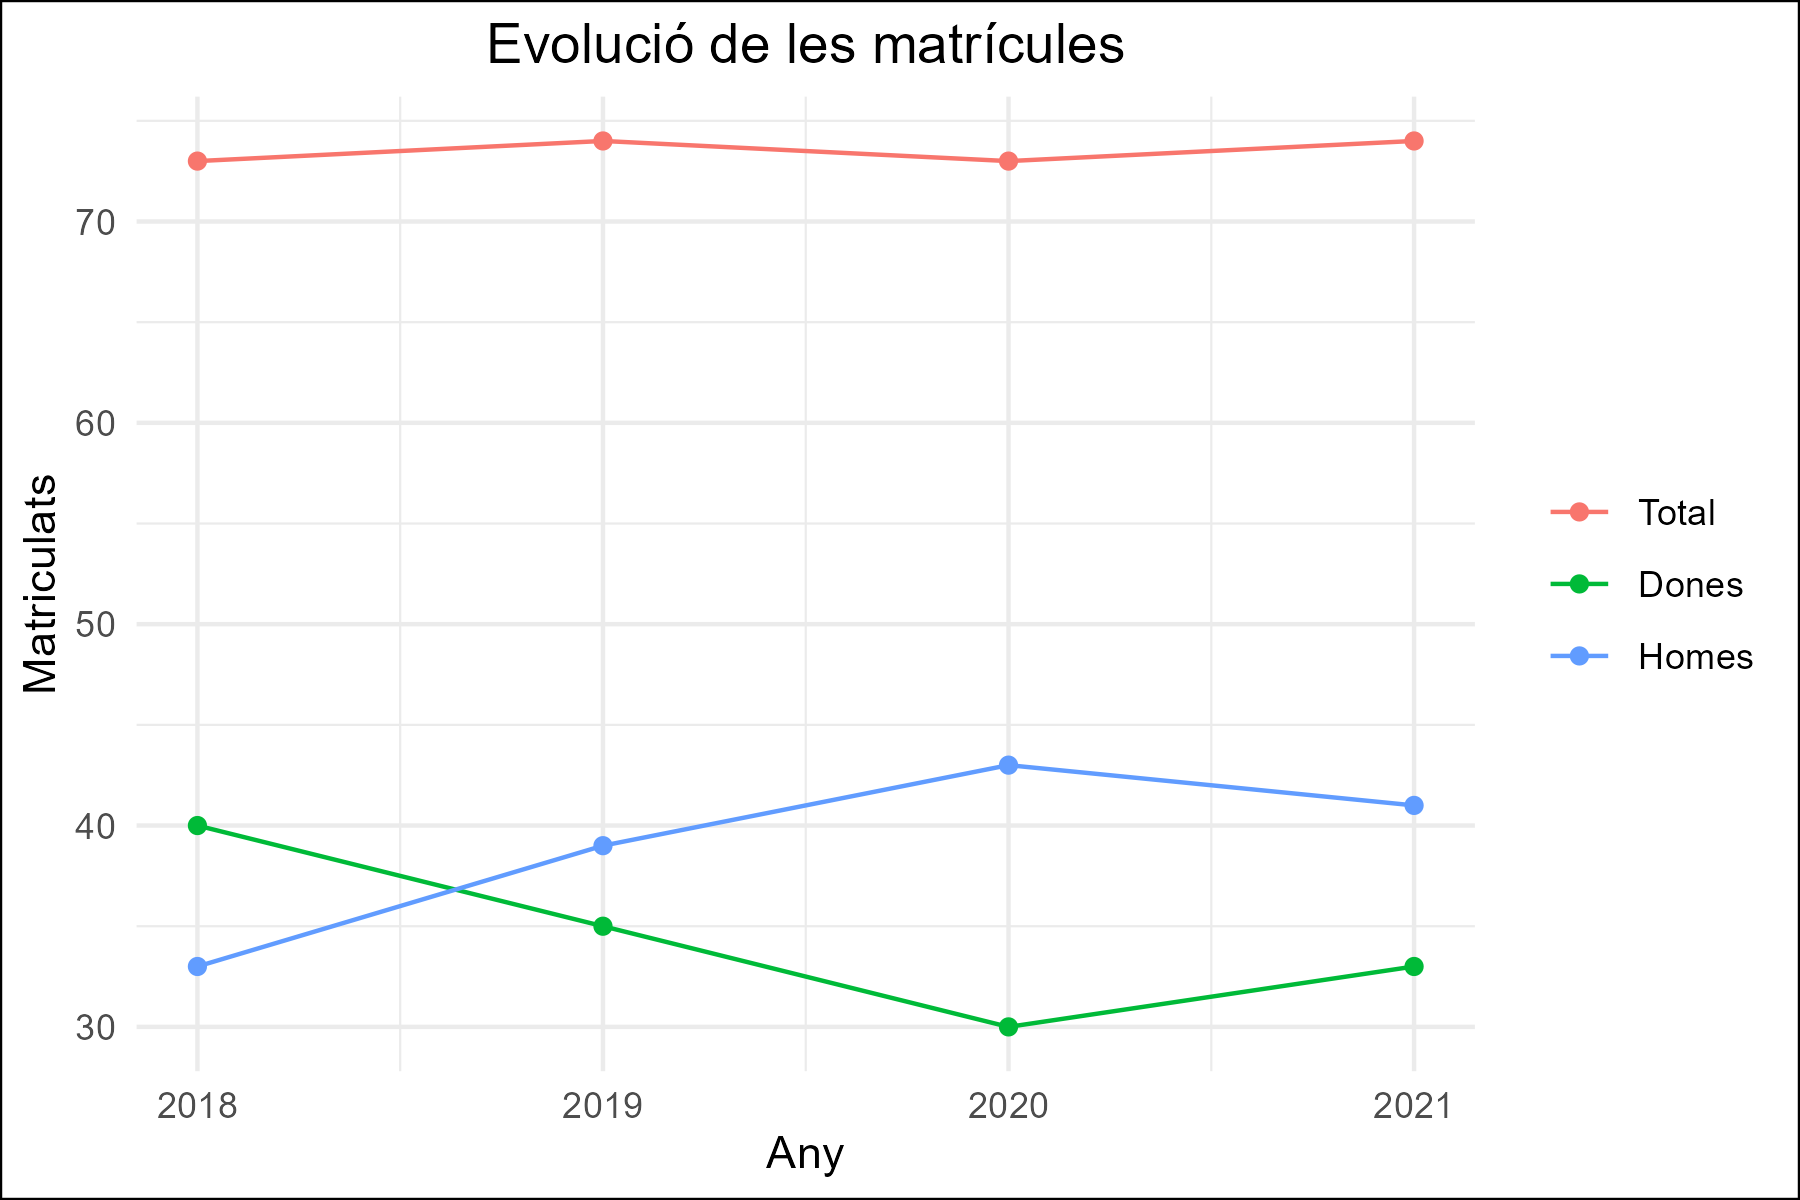 Evolució de les matrícules
Matriculats
70
60
50
40
30
2018
2019
2020
2021
Any
Total
Dones
Homes